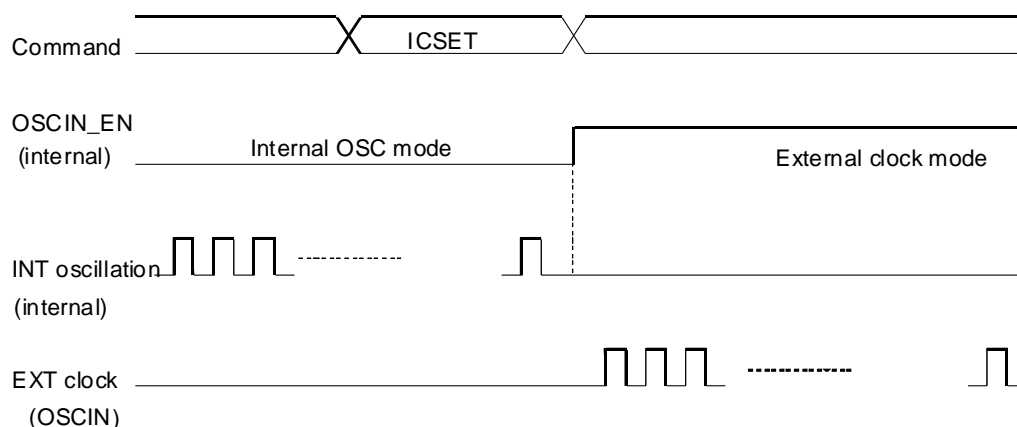 Command
ICSET
OSCIN_EN
(internal)
Internal OSC mode
External clock mode
INT oscillation
(internal)
EXT clock
(OSCIN)